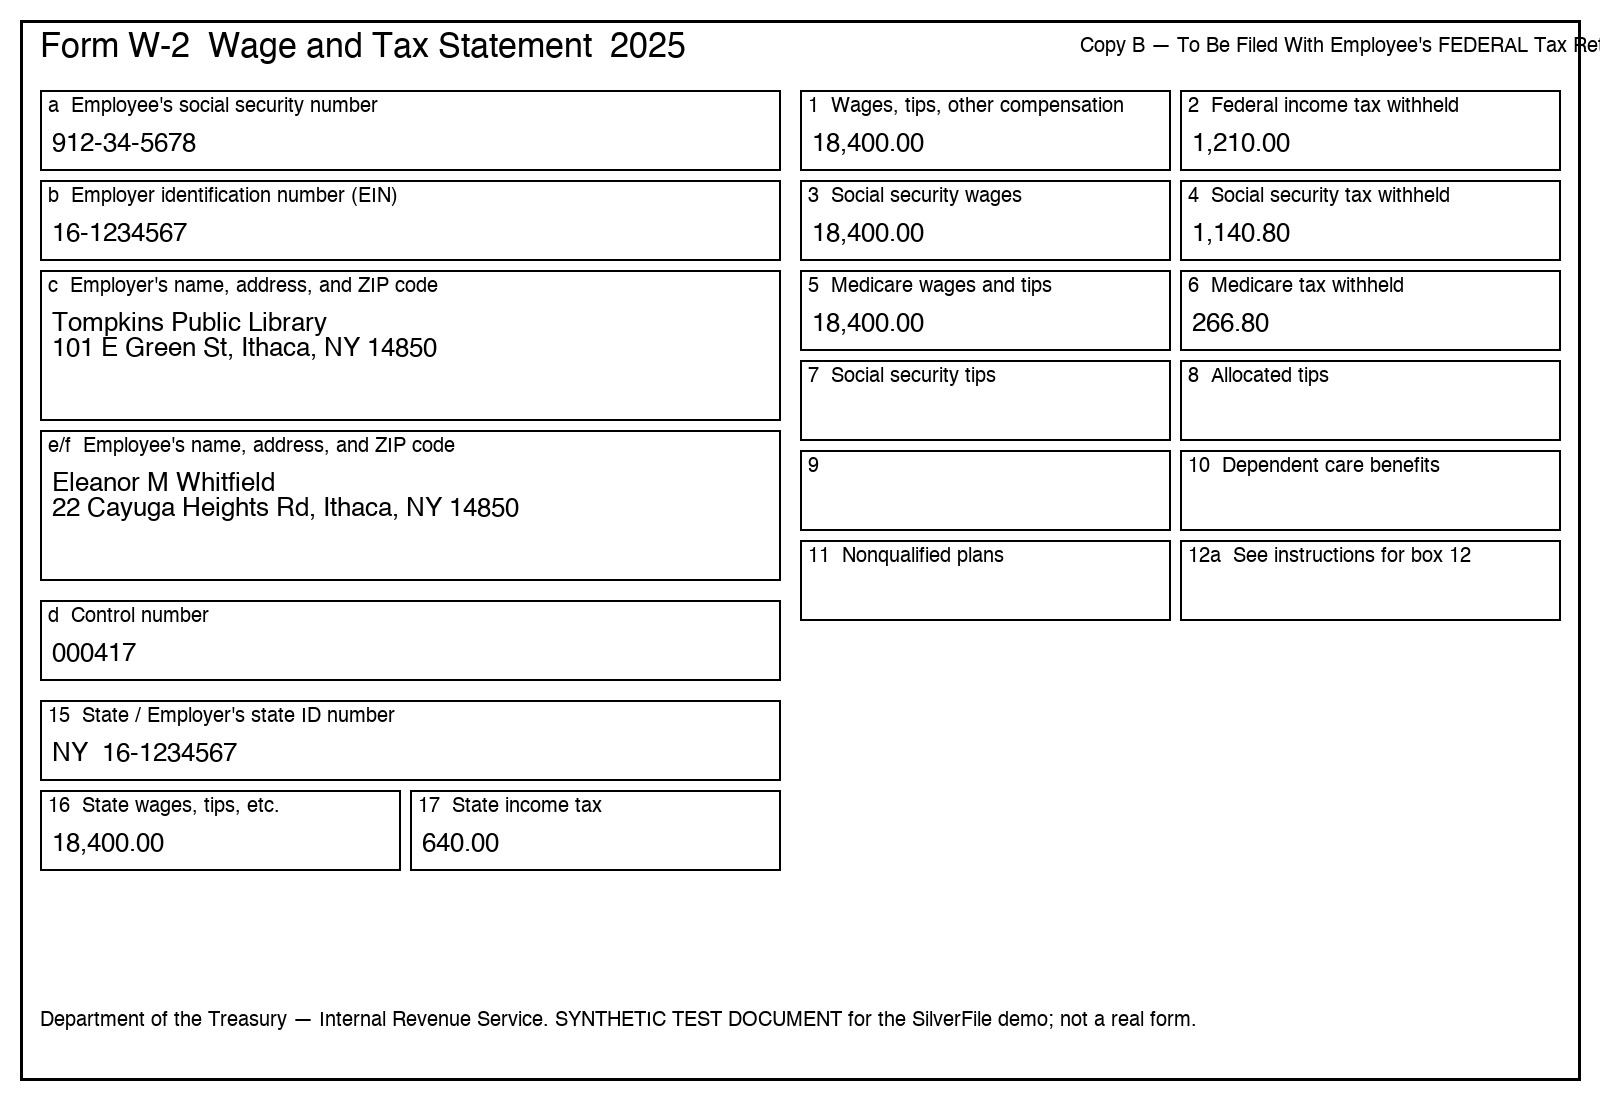 Form W-2  Wage and Tax Statement  2025
Copy B — To Be Filed With Employee's FEDERAL Tax
a  Employee's social security number
912-34-5678
b  Employer identification number (EIN)
16-1234567
c  Employer's name, address, and ZIP code
Tompkins Public Library
101 E Green St, Ithaca, NY 14850
e/f  Employee's name, address, and ZIP code
Eleanor M Whitfield
22 Cayuga Heights Rd, Ithaca, NY 14850
d  Control number
000417
15  State / Employer's state ID number
NY  16-1234567
16  State wages, tips, etc.
18,400.00
17  State income tax
640.00
1  Wages, tips, other compensation
18,400.00
2  Federal income tax withheld
1,210.00
3  Social security wages
18,400.00
4  Social security tax withheld
1,140.80
5  Medicare wages and tips
18,400.00
6  Medicare tax withheld
266.80
7  Social security tips
8  Allocated tips
9
10  Dependent care benefits
11  Nonqualified plans
12a  See instructions for box 12
Department of the Treasury — Internal Revenue Service. SYNTHETIC TEST DOCUMENT for the SilverFile demo; not a real form.